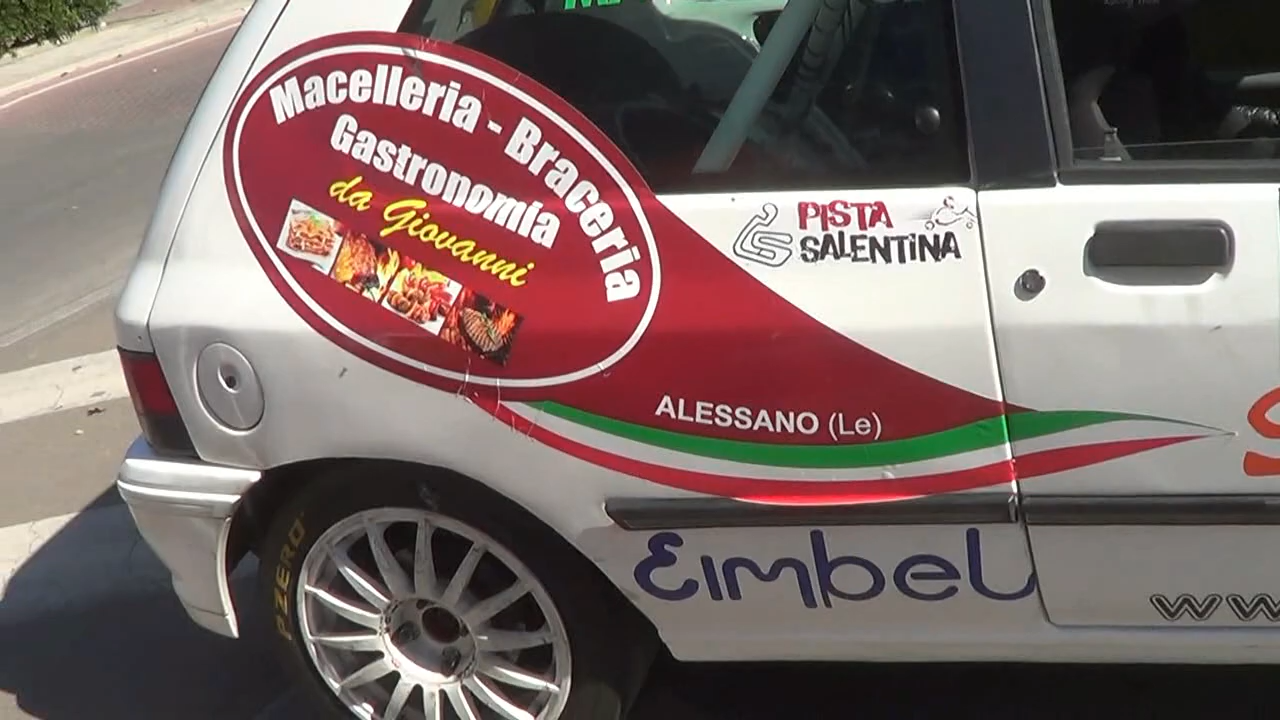 Macelleria - Braceria
Gastronomia
da Giovanni
PISTA
SALENTINA
ALESSANO (Le)
Eimbel
PZERO